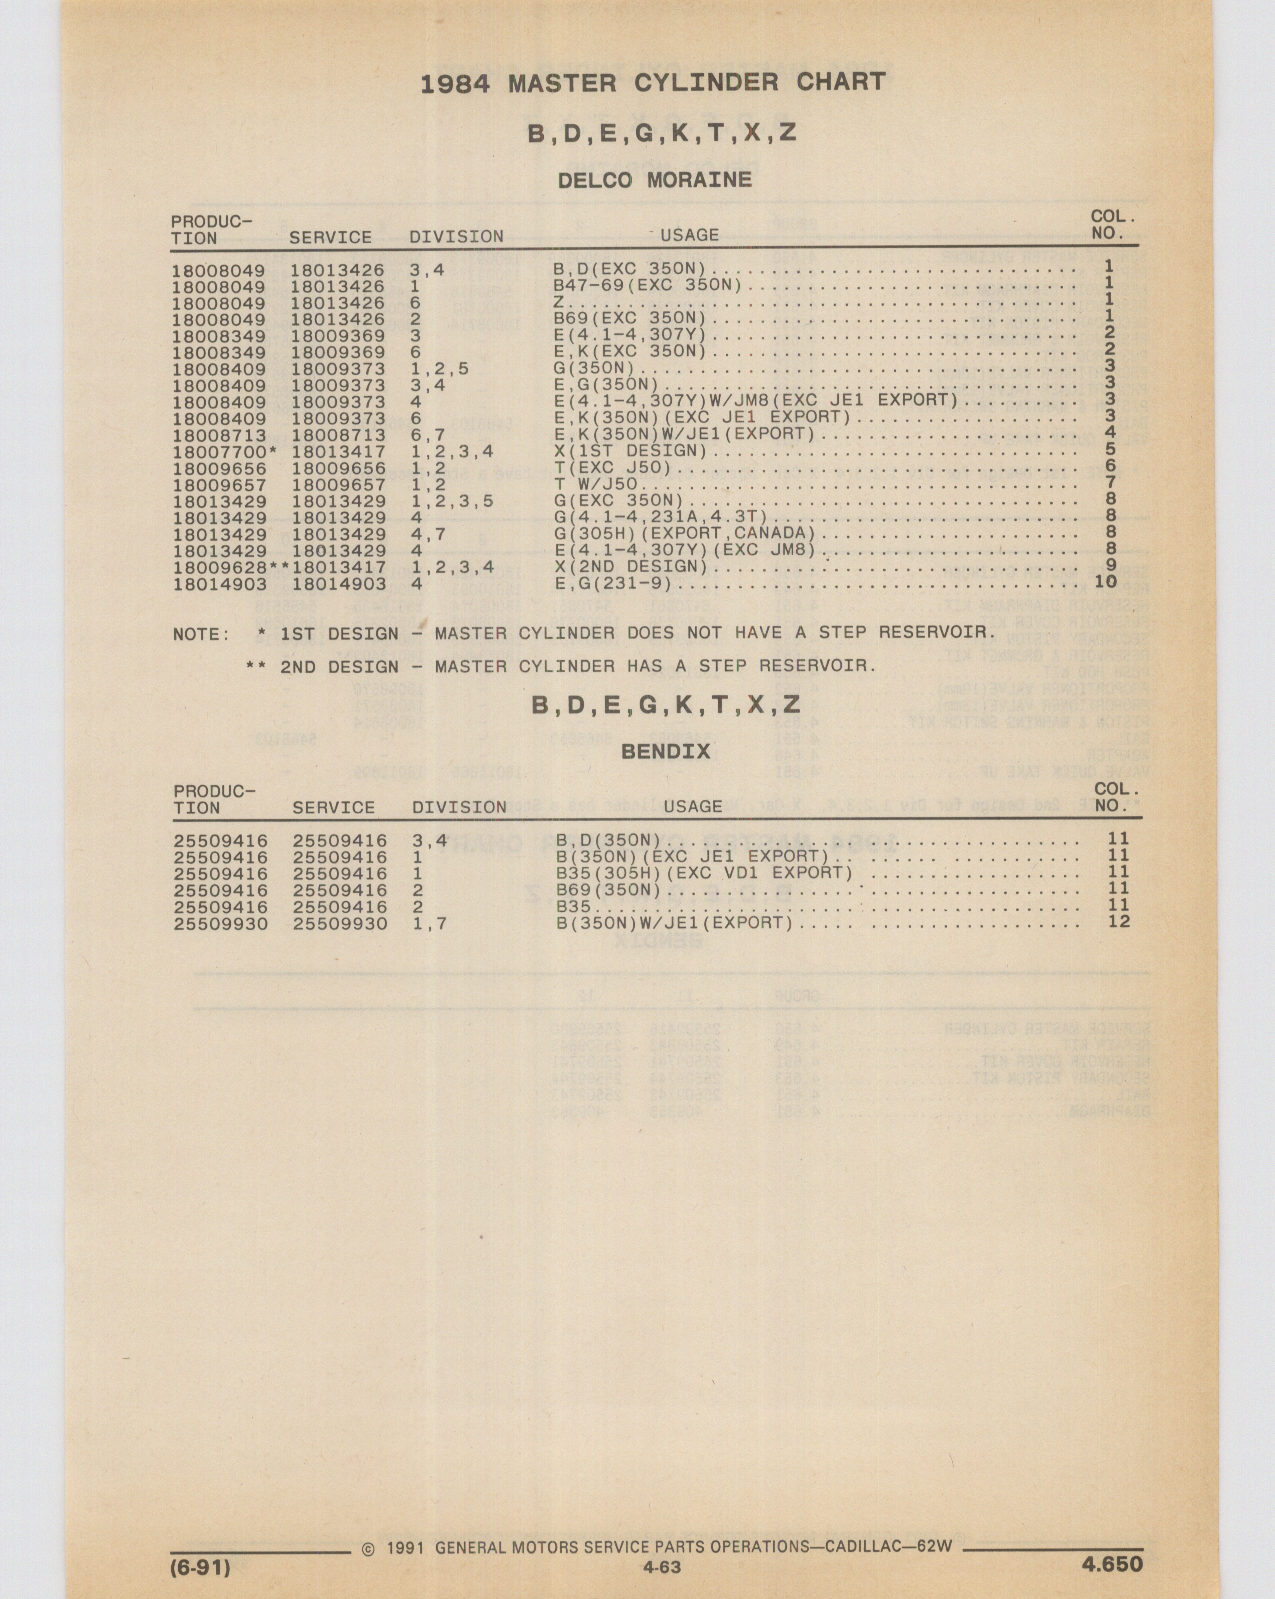 1984 MASTER CYLINDER CHART
B,D,E,G,K,T,X,Z
DELCO MORAINE
PRODUC-
TION SERVICE DIVISION USAGE COL. NO.
18008049 18013426 3,4 B,D(EXC 350N) 1
18008049 18013426 1 B47-69(EXC 350N) 1
18008049 18013426 6 Z 1
18008049 18013426 2 B69(EXC 350N) 1
18008349 18009369 3 E(4.1-4,307Y) 2
18008349 18009369 6 E,K(EXC 350N) 2
18008409 18009373 1,2,5 G(350N) 3
18008409 18009373 3,4 E,G(350N) 3
18008409 18009373 4 E(4.1-4,307Y)W/JM8(EXC JE1 EXPORT) 3
18008409 18009373 6 E,K(350N)(EXC JE1 EXPORT) 3
18008713 18008713 6,7 E,K(350N)W/JE1(EXPORT) 4
18007700* 18013417 1,2,3,4 X(1ST DESIGN) 5
18009656 18009656 1,2 T(EXC J50) 6
18009657 18009657 1,2 T W/J50 7
18013429 18013429 1,2,3,5 G(EXC 350N) 8
18013429 18013429 4 G(4.1-4,231A,4.3T) 8
18013429 18013429 4,7 G(305H)(EXPORT,CANADA) 8
18013429 18013429 4 E(4.1-4,307Y)(EXC JM8) 8
18009628**18013417 1,2,3,4 X(2ND DESIGN) 9
18014903 18014903 4 E,G(231-9) 10
NOTE: * 1ST DESIGN - MASTER CYLINDER DOES NOT HAVE A STEP RESERVOIR.
** 2ND DESIGN - MASTER CYLINDER HAS A STEP RESERVOIR.
B,D,E,G,K,T,X,Z
BENDIX
PRODUC-
TION SERVICE DIVISION USAGE COL. NO.
25509416 25509416 3,4 B,D(350N) 11
25509416 25509416 1 B(350N)(EXC JE1 EXPORT) 11
25509416 25509416 1 B35(305H)(EXC VD1 EXPORT) 11
25509416 25509416 2 B69(350N) 11
25509416 25509416 2 B35 11
25509930 25509930 1,7 B(350N)W/JE1(EXPORT) 12
© 1991 GENERAL MOTORS SERVICE PARTS OPERATIONS—CADILLAC—62W
(6-91) 4-63 4.650